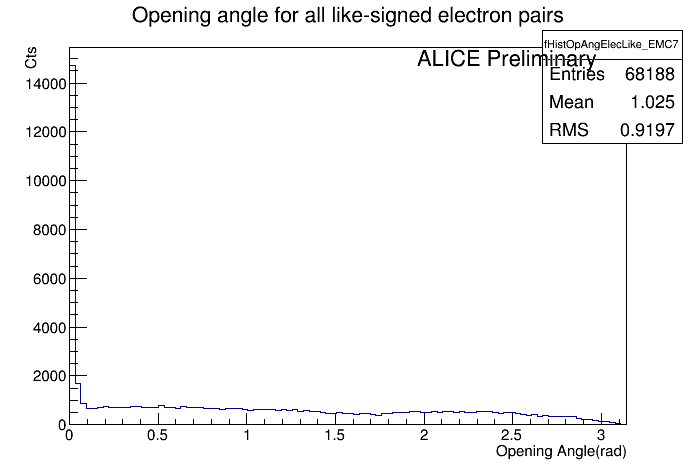 Opening angle for all like-signed electron pairs
Cts
ALICE Preliminary
fHistOpAngElecLike_EMC7
Entries 68188
Mean 1.025
RMS 0.9197
14000
12000
10000
8000
6000
4000
2000
0
0 0.5 1 1.5 2 2.5 3
Opening Angle(rad)